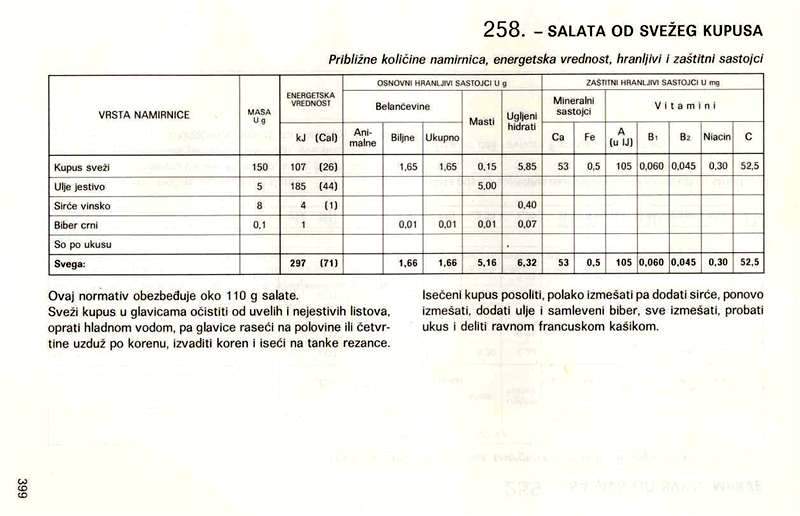 258. – SALATA OD SVEŽEG KUPUSA
Približne količine namirnica, energetska vrednost, hranljivi i zaštitni sastojci
VRSTA NAMIRNICE
MASA
U g
ENERGETSKA
VREDNOST
kJ (Cal)
OSNOVNI HRANLJIVI SASTOJCI U g
Belančevine
Ani-
malne
Biljne
Ukupno
Masti
Ugljeni
hidrati
ZAŠTITNI HRANLJIVI SASTOJCI U mg
Mineralni
sastojci
Ca
Fe
Vitamini
A
(u IJ)
B1
B2
Niacin
C
Kupus sveži 150 107 (26) 1,65 1,65 0,15 5,85 53 0,5 105 0,060 0,045 0,30 52,5
Ulje jestivo 5 185 (44) 5,00
Sirće vinsko 8 4 (1) 0,40
Biber crni 0,1 1 0,01 0,01 0,01 0,07
So po ukusu
Svega: 297 (71) 1,66 1,66 5,16 6,32 53 0,5 105 0,060 0,045 0,30 52,5
Ovaj normativ obezbeđuje oko 110 g salate.
Sveži kupus u glavicama očistiti od uvelih i nejestivih listova,
oprati hladnom vodom, pa glavice raseći na polovine ili četvr-
tine uzduž po korenu, izvaditi koren i iseći na tanke rezance.
Isečeni kupus posoliti, polako izmešati pa dodati sirće, ponovo
izmešati, dodati ulje i samleveni biber, sve izmešati, probati
ukus i deliti ravnom francuskom kašikom.
399